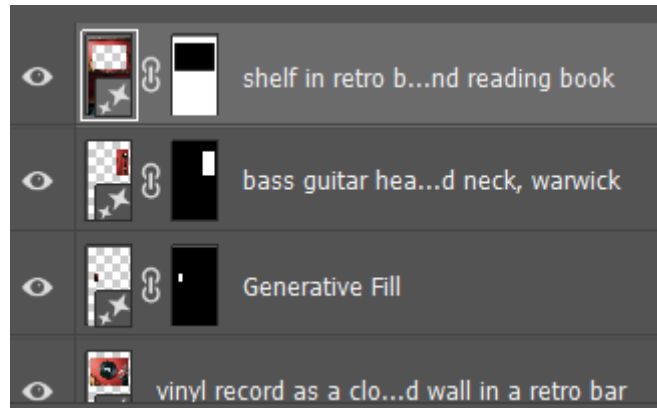 shelf in retro b...nd reading book
bass guitar hea...d neck, warwick
Generative Fill
vinyl record as a clo...d wall in a retro bar